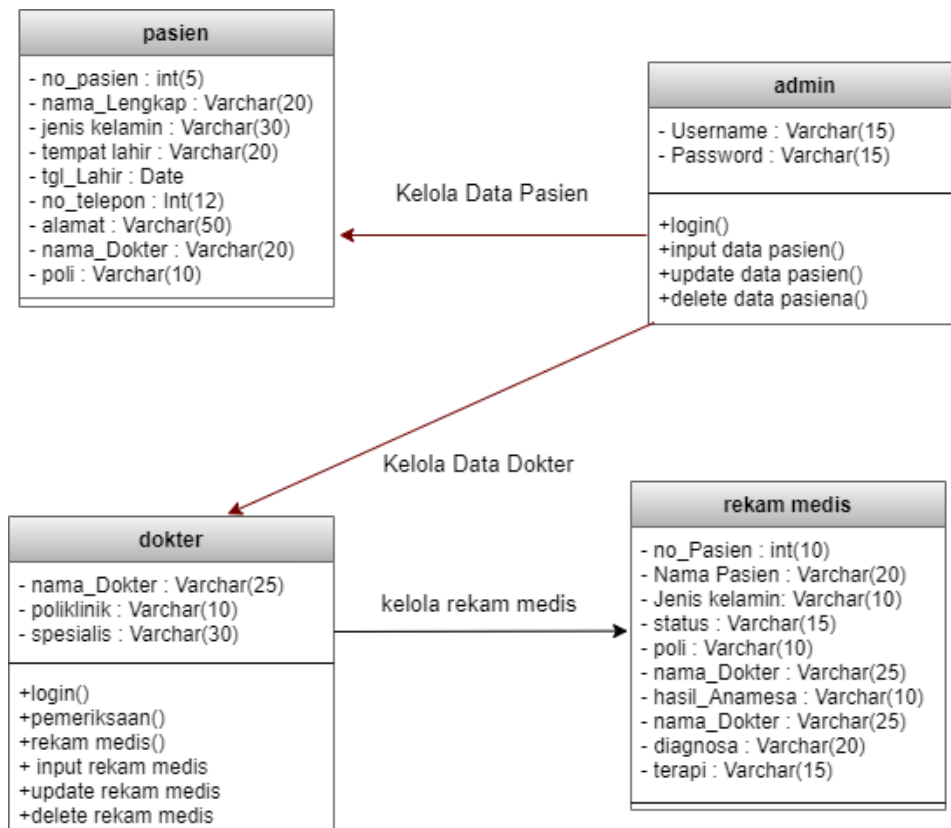 pasien
- no_pasien : int(5)
- nama_Lengkap : Varchar(20)
- jenis kelamin : Varchar(30)
- tempat lahir : Varchar(20)
- tgl_Lahir : Date
- no_telepon : Int(12)
- alamat : Varchar(50)
- nama_Dokter : Varchar(20)
- poli : Varchar(10)
Kelola Data Pasien
admin
- Username : Varchar(15)
- Password : Varchar(15)
+login()
+input data pasien()
+update data pasien()
+delete data pasiena()
Kelola Data Dokter
dokter
- nama_Dokter : Varchar(25)
- poliklinik : Varchar(10)
- spesialis : Varchar(30)
+login()
+pemeriksaan()
+rekam medis()
+ input rekam medis
+update rekam medis
+delete rekam medis
kelola rekam medis
rekam medis
- no_Pasien : int(10)
- Nama Pasien : Varchar(20)
- Jenis kelamin: Varchar(10)
- status : Varchar(15)
- poli : Varchar(10)
- nama_Dokter : Varchar(25)
- hasil_Anamesa : Varchar(10)
- nama_Dokter : Varchar(25)
- diagnosa : Varchar(20)
- terapi : Varchar(15)